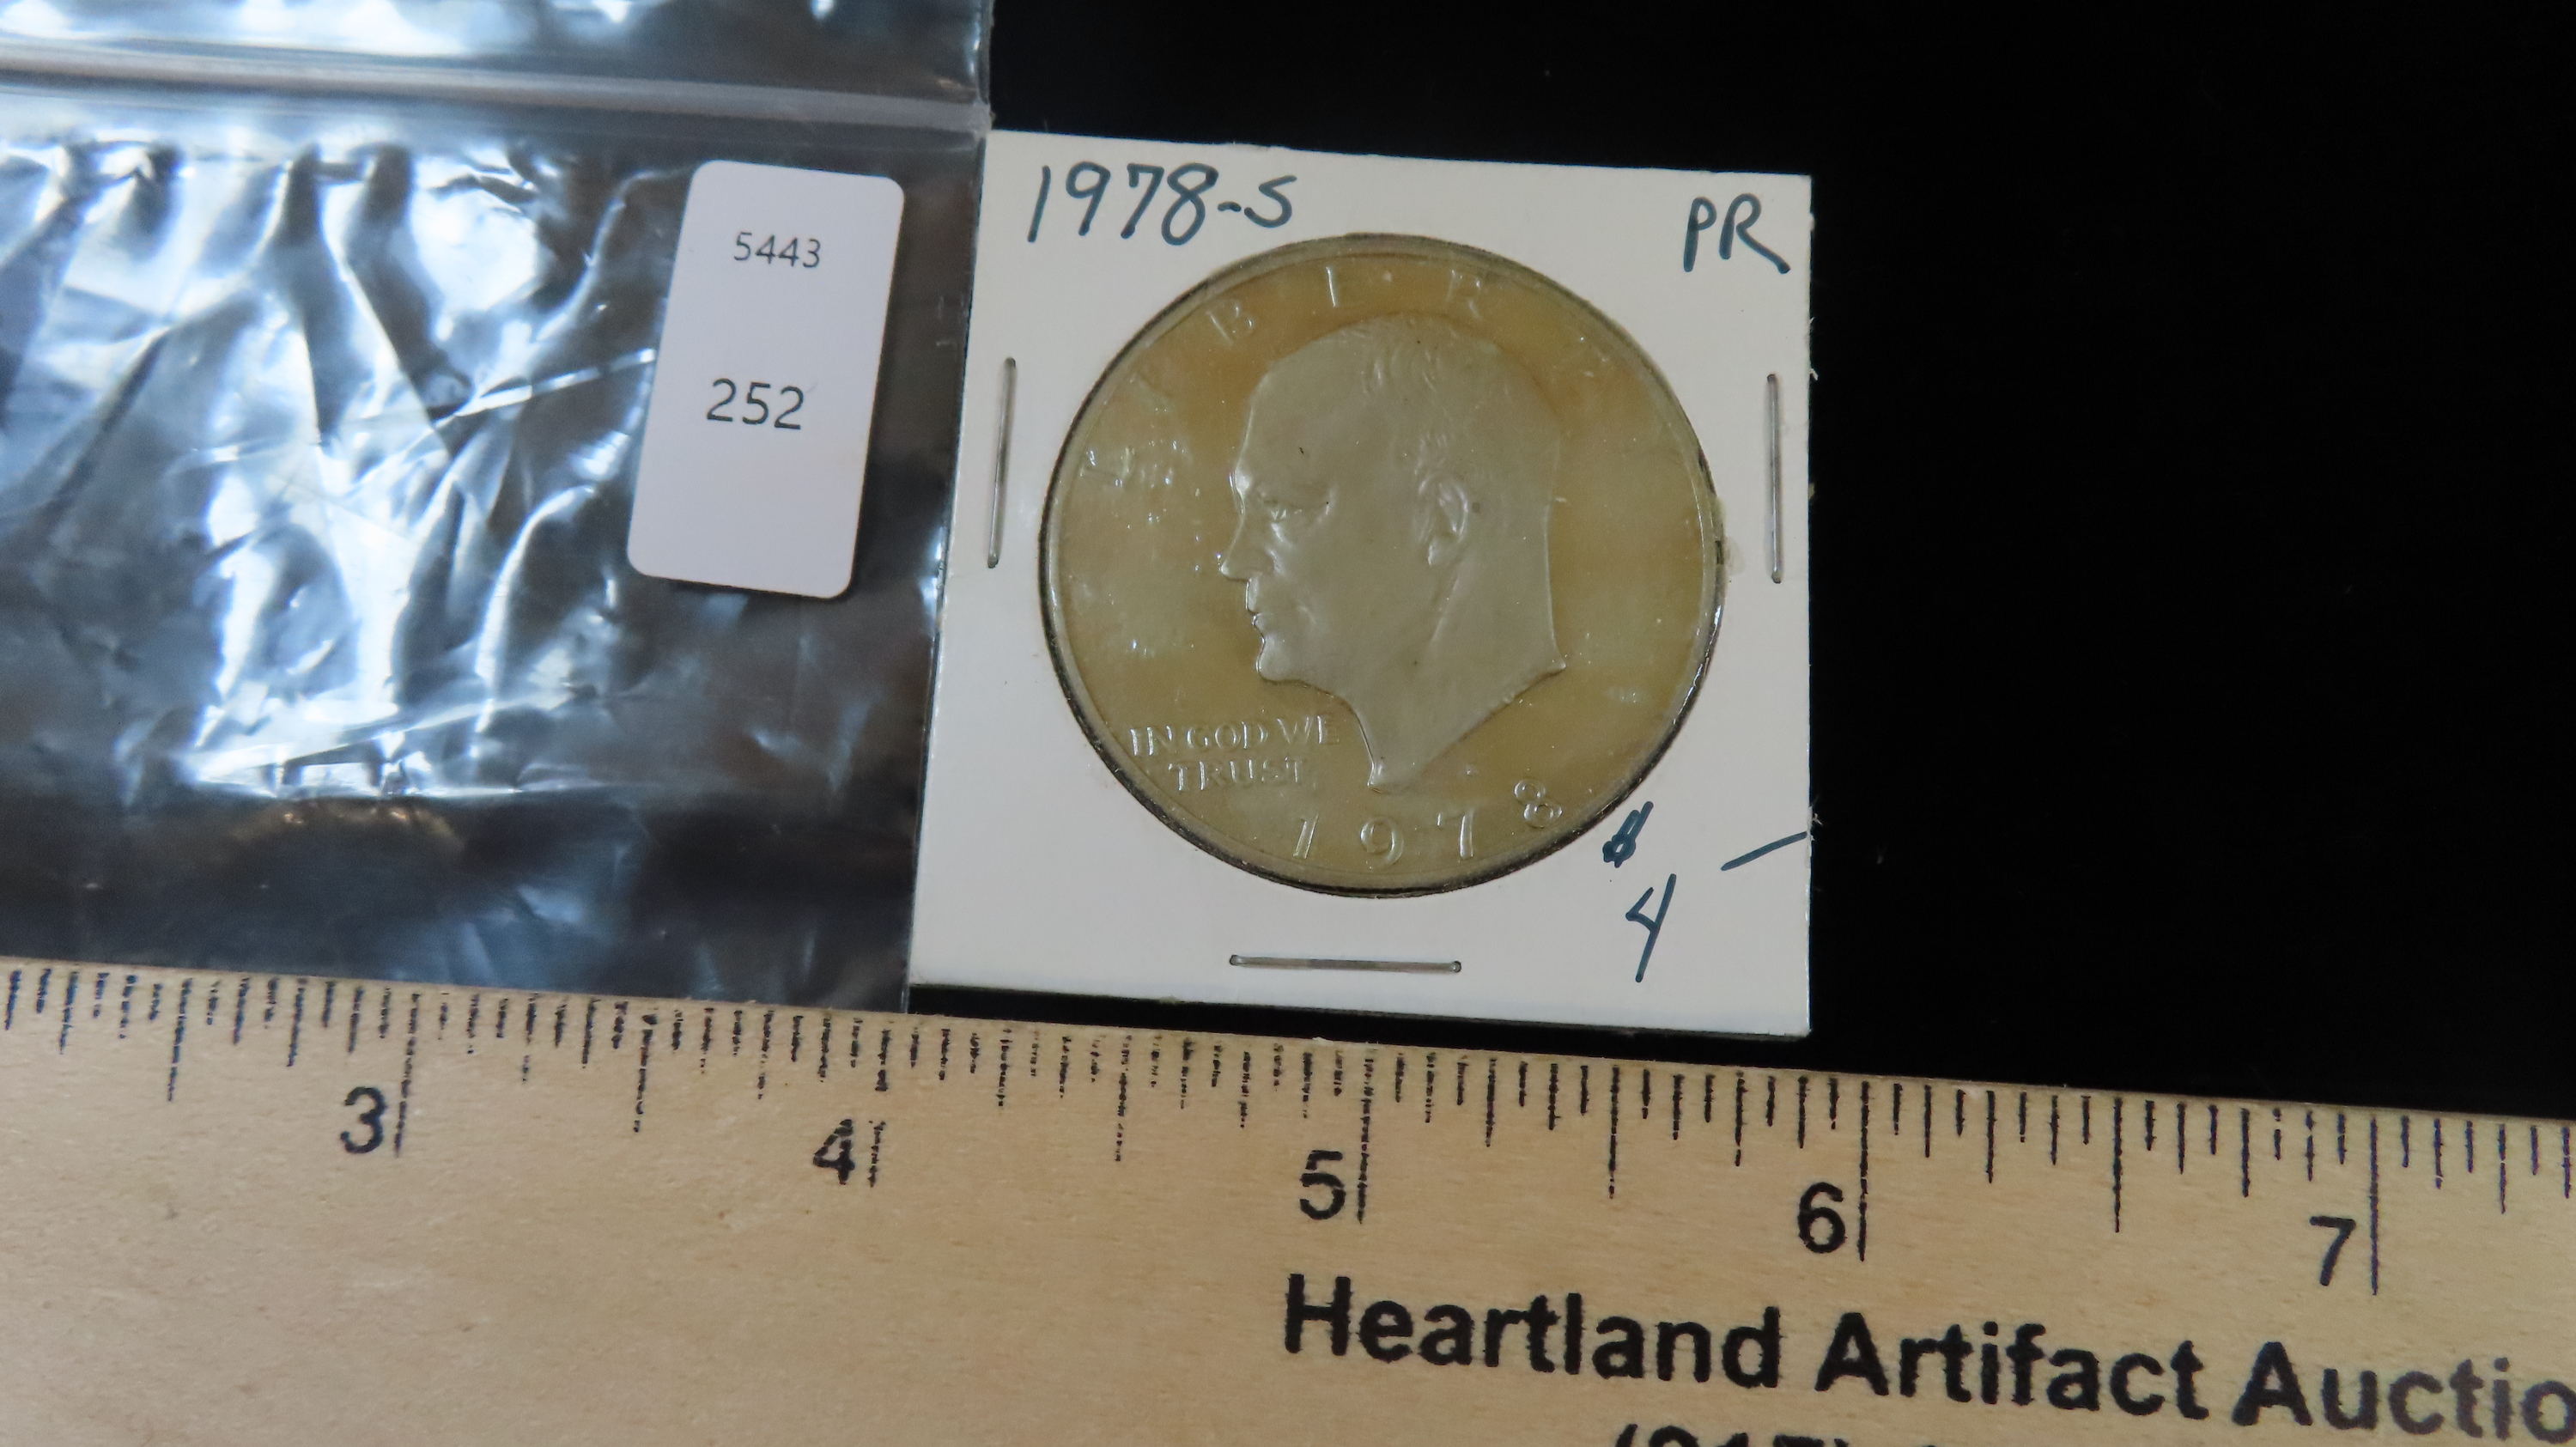 1978-S
PR
5443
252
LIBERTY
IN GOD WE
TRUST
1978
$
4 —
3
4
5
6
7
Heartland Artifact Auctio